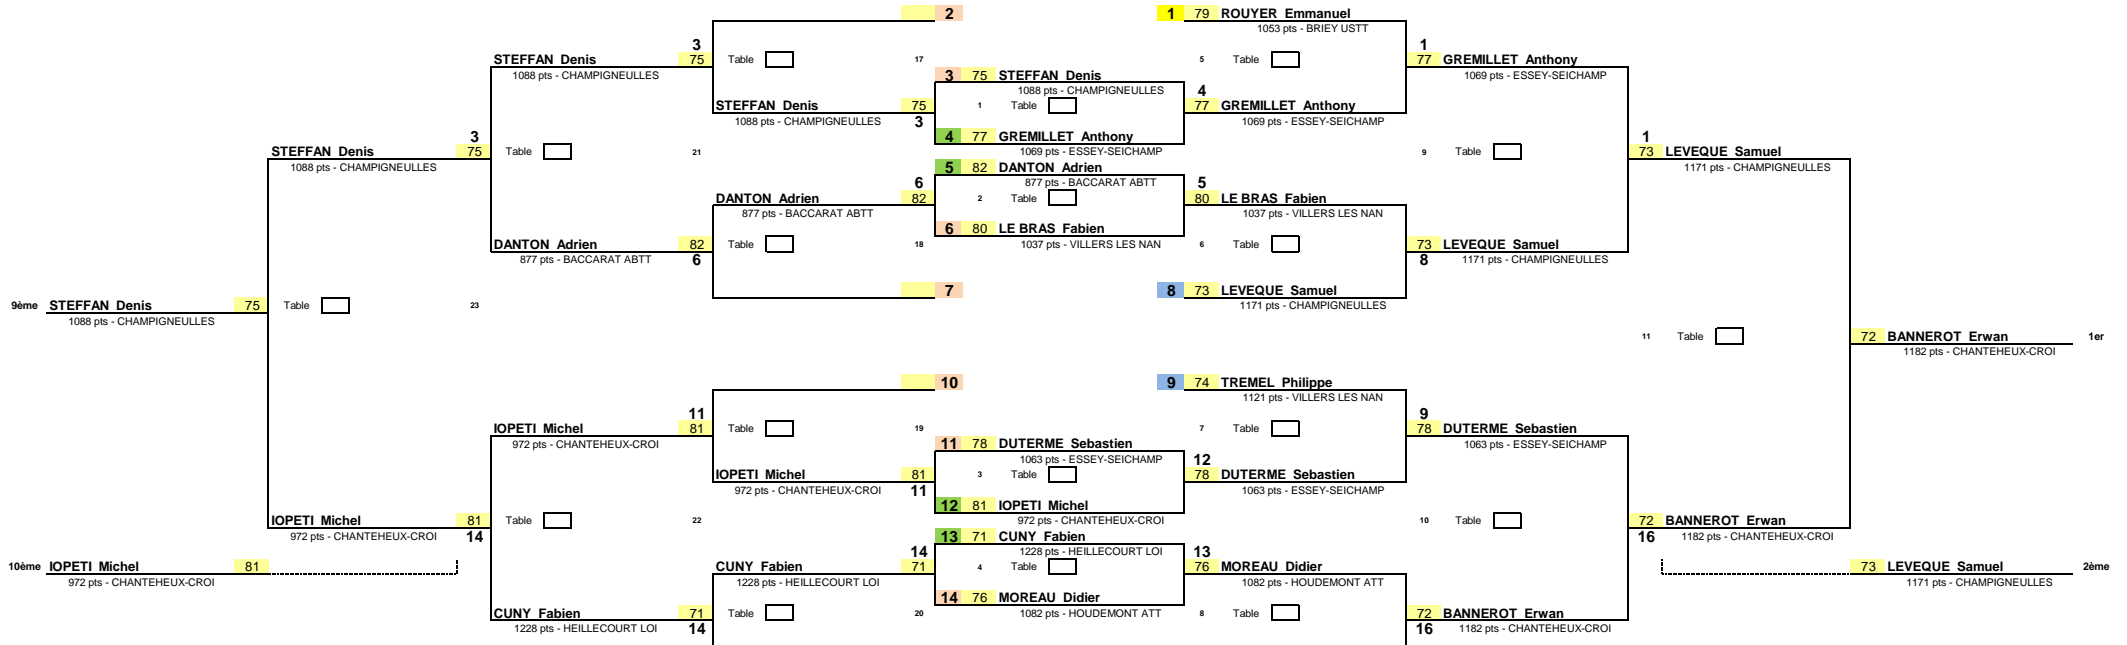 2 1 79 ROUYER Emmanuel
1053 pts - BRIEY USTT
3 1
STEFFAN Denis 75 Table 17 5 Table 77 GREMILLET Anthony
1088 pts - CHAMPIGNEULLES 3 75 STEFFAN Denis 1069 pts - ESSEY-SEICHAMP
1088 pts - CHAMPIGNEULLES 4
STEFFAN Denis 75 1 Table 77 GREMILLET Anthony
1088 pts - CHAMPIGNEULLES 3 1069 pts - ESSEY-SEICHAMP
3 4 77 GREMILLET Anthony 1
STEFFAN Denis 75 Table 21 1069 pts - ESSEY-SEICHAMP 9 Table 73 LEVEQUE Samuel
1088 pts - CHAMPIGNEULLES 5 82 DANTON Adrien 1171 pts - CHAMPIGNEULLES
6 877 pts - BACCARAT ABTT 5
DANTON Adrien 82 2 Table 80 LE BRAS Fabien
877 pts - BACCARAT ABTT 1037 pts - VILLERS LES NAN
6 80 LE BRAS Fabien
DANTON Adrien 82 Table 18 1037 pts - VILLERS LES NAN 6 Table 73 LEVEQUE Samuel
877 pts - BACCARAT ABTT 6 8 1171 pts - CHAMPIGNEULLES
7 8 73 LEVEQUE Samuel
9ème STEFFAN Denis 75 Table 23 1171 pts - CHAMPIGNEULLES
1088 pts - CHAMPIGNEULLES
11 Table 72 BANNEROT Erwan 1er
1182 pts - CHANTEHEUX-CROI
10 9 74 TREMEL Philippe
1121 pts - VILLERS LES NAN
11 9
IOPETI Michel 81 Table 19 7 Table 78 DUTERME Sebastien
972 pts - CHANTEHEUX-CROI 11 78 DUTERME Sebastien 1063 pts - ESSEY-SEICHAMP
1063 pts - ESSEY-SEICHAMP 12
IOPETI Michel 81 3 Table 78 DUTERME Sebastien
972 pts - CHANTEHEUX-CROI 11 1063 pts - ESSEY-SEICHAMP
12 81 IOPETI Michel
IOPETI Michel 81 Table 22 972 pts - CHANTEHEUX-CROI 10 Table 72 BANNEROT Erwan
972 pts - CHANTEHEUX-CROI 14 13 71 CUNY Fabien 16 1182 pts - CHANTEHEUX-CROI
14 1228 pts - HEILLECOURT LOI 13
10ème IOPETI Michel 81 CUNY Fabien 71 4 Table 76 MOREAU Didier 73 LEVEQUE Samuel 2ème
972 pts - CHANTEHEUX-CROI 1228 pts - HEILLECOURT LOI 1082 pts - HOUDEMONT ATT 1171 pts - CHAMPIGNEULLES
14 76 MOREAU Didier
CUNY Fabien 71 Table 20 1082 pts - HOUDEMONT ATT 8 Table 72 BANNEROT Erwan
1228 pts - HEILLECOURT LOI 14 16 1182 pts - CHANTEHEUX-CROI